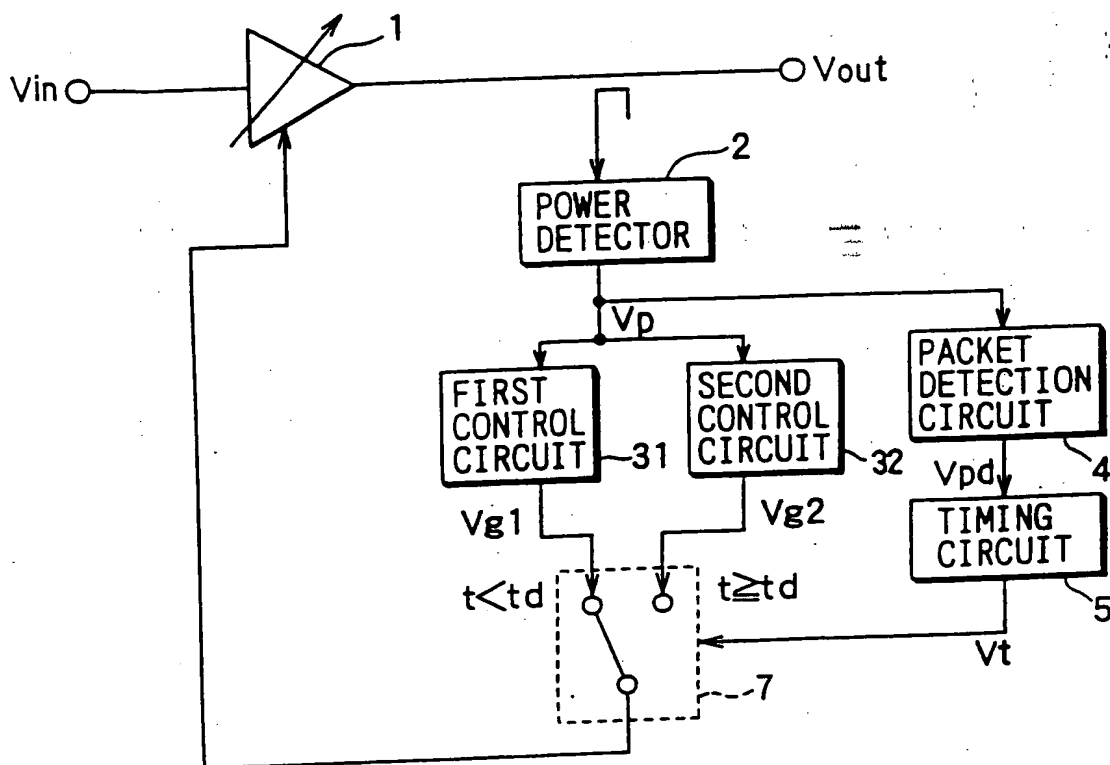 1
Vin
Vout
2
POWER
DETECTOR
Vp
FIRST
CONTROL
CIRCUIT
31
SECOND
CONTROL
CIRCUIT
32
PACKET
DETECTION
CIRCUIT
4
Vg1
Vg2
Vpd
TIMING
CIRCUIT
5
t<td
t≧td
Vt
7